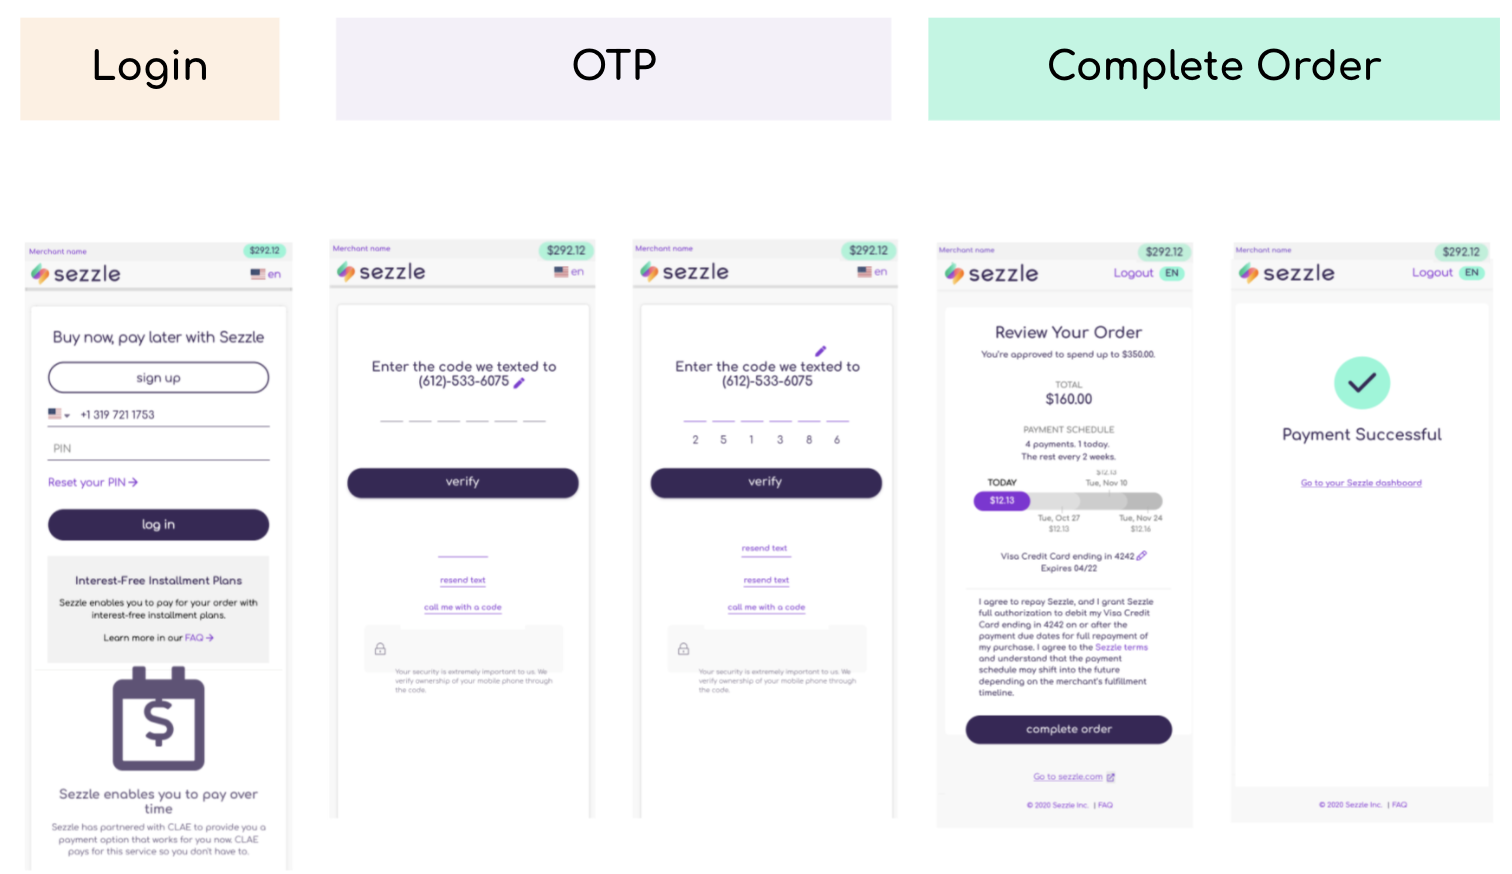 Login
OTP
Complete Order
Merchant name
$292.12
sezzle
en
Buy now, pay later with Sezzle
sign up
+1 319 721 1753
PIN
Reset your PIN →
log in
Interest-Free Installment Plans
Sezzle enables you to pay for your order with
interest-free installment plans.
Learn more in our FAQ →
$
Sezzle enables you to pay over
time
Sezzle has partnered with CLAE to provide you a
payment option that works for you now. CLAE
pays for this service so you don't have to.
Merchant name
$292.12
sezzle
en
Enter the code we texted to
(612)-533-6075
verify
resend text
call me with a code
Your security is extremely important to us. We
verify ownership of your mobile phone through
the code.
Merchant name
$292.12
sezzle
en
Enter the code we texted to
(612)-533-6075
2 5 1 3 8 6
verify
resend text
resend text
call me with a code
Your security is extremely important to us. We
verify ownership of your mobile phone through
the code.
Merchant name
$292.12
sezzle
Logout EN
Review Your Order
You're approved to spend up to $350.00.
TOTAL
$160.00
PAYMENT SCHEDULE
4 payments. 1 today.
The rest every 2 weeks.
$12.13
TODAY
Tue, Nov 10
$12.13
Tue, Oct 27
$12.13
Tue, Nov 24
$12.16
Visa Credit Card ending in 4242
Expires 04/22
I agree to repay Sezzle, and I grant Sezzle
full authorization to debit my Visa Credit
Card ending in 4242 on or after the
payment due dates for full repayment of
my purchase. I agree to the Sezzle terms
and understand that the payment
schedule may shift into the future
depending on the merchant's fulfillment
timeline.
complete order
Go to sezzle.com
© 2020 Sezzle Inc. | FAQ
Merchant name
$292.12
sezzle
Logout EN
Payment Successful
Go to your Sezzle dashboard
© 2020 Sezzle Inc. | FAQ